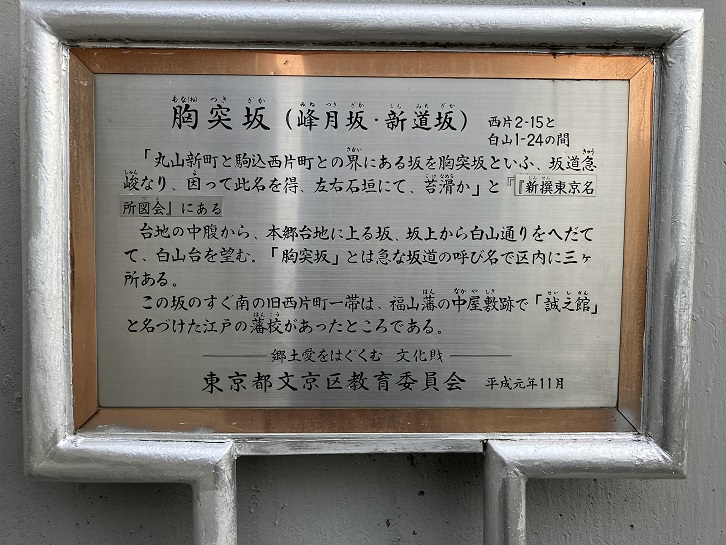 胸突坂(峰月坂・新道坂) 西片2-15と
白山1-24の間
「丸山新町と駒込西片町との界にある坂を胸突坂といふ、坂道急
峻なり、因って此名を得、左右石垣にて、苔滑か」と『『新撰東京名
所図会』にある
台地の中腹から、本郷台地に上る坂、坂上から白山通りをへだて
て、白山台を望む。「胸突坂」とは急な坂道の呼び名で区内に三ヶ
所ある。
この坂のすぐ南の旧西片町一帯は、福山藩の中屋敷跡で「誠之館」
と名づけた江戸の藩校があったところである。
郷土愛をはぐくむ 文化財
東京都文京区教育委員会 平成元年11月